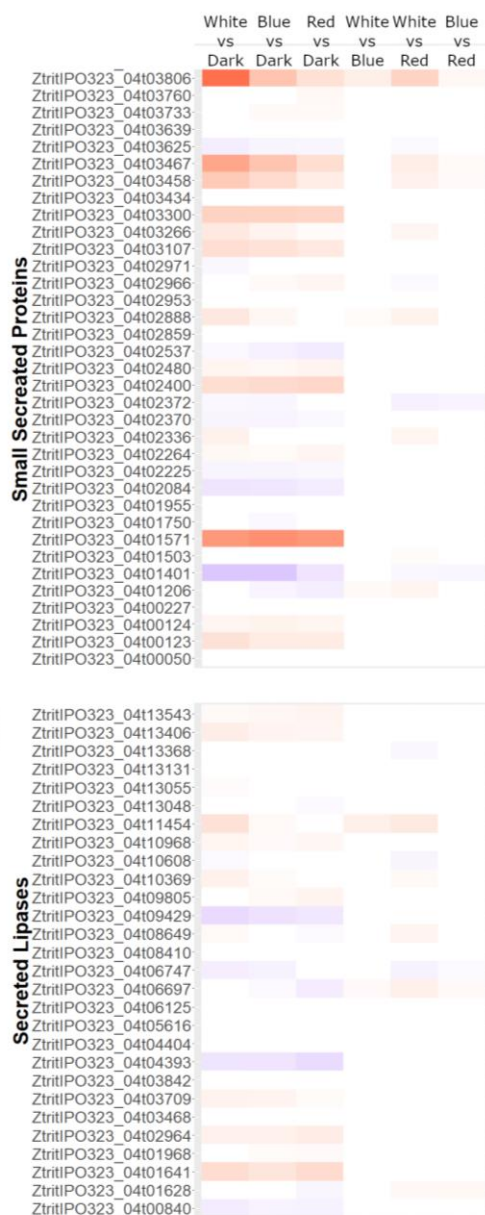 White Blue Red White White Blue
vs vs vs vs vs vs
Dark Dark Dark Blue Red Red
Small Secreated Proteins
ZtritIPO323_04t03806
ZtritIPO323_04t03760
ZtritIPO323_04t03733
ZtritIPO323_04t03639
ZtritIPO323_04t03625
ZtritIPO323_04t03467
ZtritIPO323_04t03458
ZtritIPO323_04t03434
ZtritIPO323_04t03300
ZtritIPO323_04t03266
ZtritIPO323_04t03107
ZtritIPO323_04t02971
ZtritIPO323_04t02966
ZtritIPO323_04t02953
ZtritIPO323_04t02888
ZtritIPO323_04t02859
ZtritIPO323_04t02537
ZtritIPO323_04t02480
ZtritIPO323_04t02400
ZtritIPO323_04t02372
ZtritIPO323_04t02370
ZtritIPO323_04t02336
ZtritIPO323_04t02264
ZtritIPO323_04t02225
ZtritIPO323_04t02084
ZtritIPO323_04t01955
ZtritIPO323_04t01750
ZtritIPO323_04t01571
ZtritIPO323_04t01503
ZtritIPO323_04t01401
ZtritIPO323_04t01206
ZtritIPO323_04t00227
ZtritIPO323_04t00124
ZtritIPO323_04t00123
ZtritIPO323_04t00050
Secreted Lipases
ZtritIPO323_04t13543
ZtritIPO323_04t13406
ZtritIPO323_04t13368
ZtritIPO323_04t13131
ZtritIPO323_04t13055
ZtritIPO323_04t13048
ZtritIPO323_04t11454
ZtritIPO323_04t10968
ZtritIPO323_04t10608
ZtritIPO323_04t10369
ZtritIPO323_04t09805
ZtritIPO323_04t09429
ZtritIPO323_04t08649
ZtritIPO323_04t08410
ZtritIPO323_04t06747
ZtritIPO323_04t06697
ZtritIPO323_04t06125
ZtritIPO323_04t05616
ZtritIPO323_04t04404
ZtritIPO323_04t04393
ZtritIPO323_04t03842
ZtritIPO323_04t03709
ZtritIPO323_04t03468
ZtritIPO323_04t02964
ZtritIPO323_04t01968
ZtritIPO323_04t01641
ZtritIPO323_04t01628
ZtritIPO323_04t00840